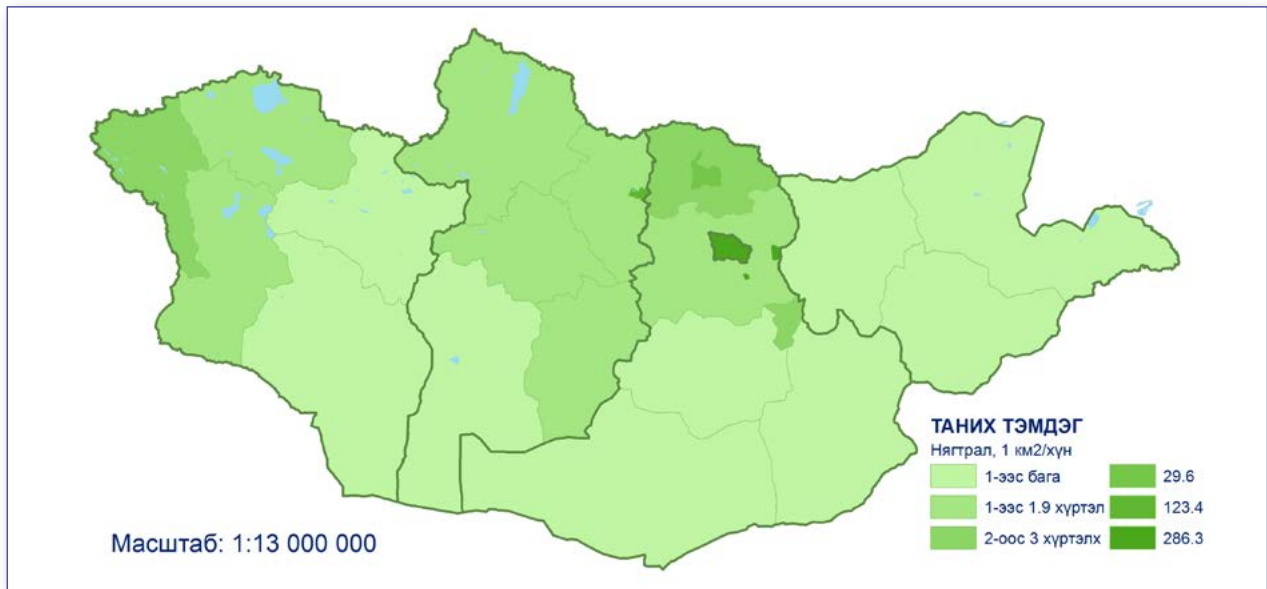 ТАНИХ ТЭМДЭГ
Нягтрал, 1 км2/хүн
1-ээс бага
1-ээс 1.9 хүртэл
2-оос 3 хүртэлх
29.6
123.4
286.3
Масштаб: 1:13 000 000